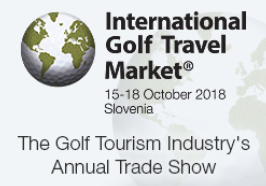 International
Golf Travel
Market®
15-18 October 2018
Slovenia
The Golf Tourism Industry's
Annual Trade Show